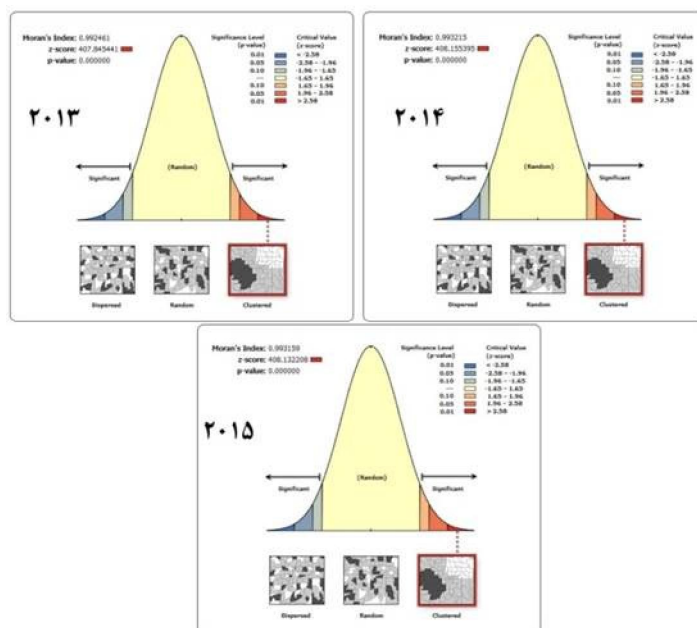 Moran's Index: 0.992461
z-score: 407.845441
p-value: 0.000000
Significance Level (p-value)
Critical Value (z-score)
0.01 < -2.58
0.05 -2.58 - -1.96
0.10 -1.96 - -1.65
--- -1.65 - 1.65
0.10 1.65 - 1.96
0.05 1.96 - 2.58
0.01 > 2.58
۲۰۱۳
(Random)
Significant Significant
Dispersed Random Clustered
Moran's Index: 0.993215
z-score: 408.155395
p-value: 0.000000
Significance Level (p-value)
Critical Value (z-score)
0.01 < -2.58
0.05 -2.58 - -1.96
0.10 -1.96 - -1.65
--- -1.65 - 1.65
0.10 1.65 - 1.96
0.05 1.96 - 2.58
0.01 > 2.58
۲۰۱۴
(Random)
Significant Significant
Dispersed Random Clustered
Moran's Index: 0.993159
z-score: 408.132208
p-value: 0.000000
Significance Level (p-value)
Critical Value (z-score)
0.01 < -2.58
0.05 -2.58 - -1.96
0.10 -1.96 - -1.65
--- -1.65 - 1.65
0.10 1.65 - 1.96
0.05 1.96 - 2.58
0.01 > 2.58
۲۰۱۵
(Random)
Significant Significant
Dispersed Random Clustered